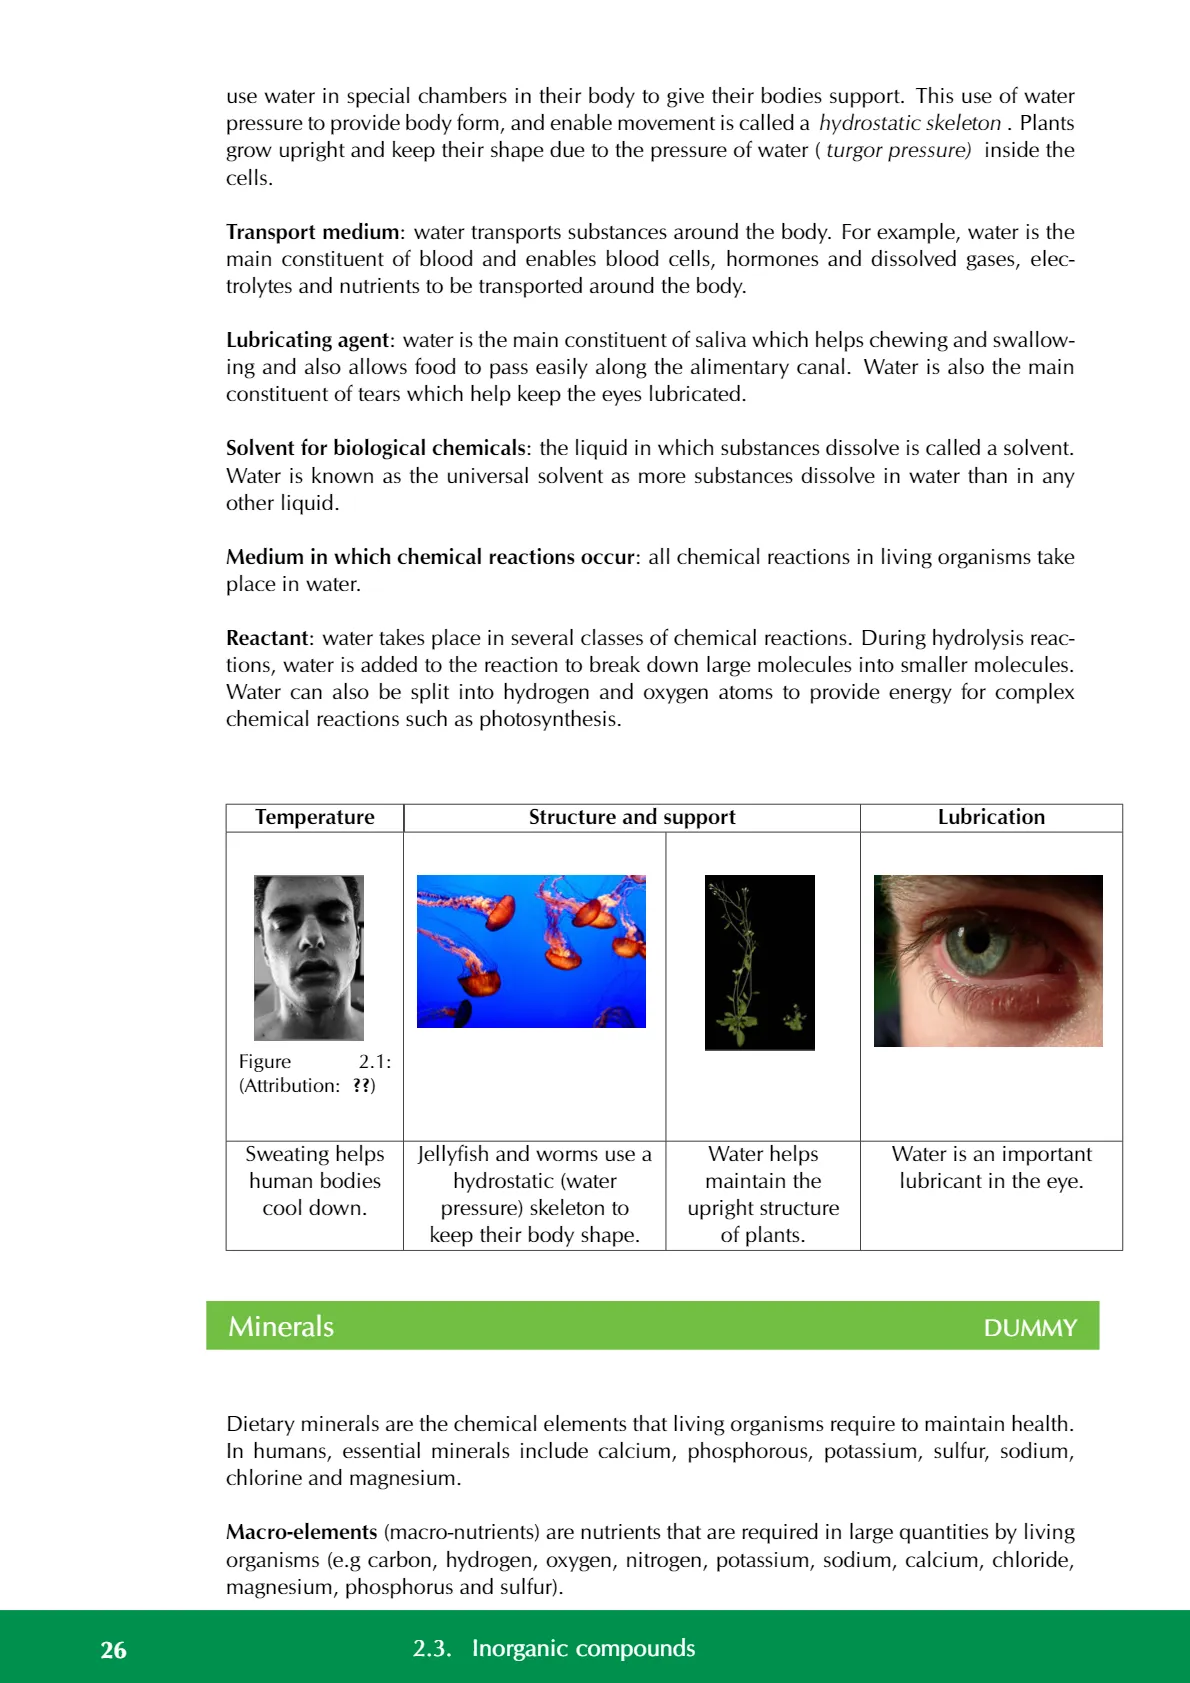 use water in special chambers in their body to give their bodies support. This use of water
pressure to provide body form, and enable movement is called a hydrostatic skeleton . Plants
grow upright and keep their shape due to the pressure of water ( turgor pressure) inside the
cells.
Transport medium: water transports substances around the body. For example, water is the
main constituent of blood and enables blood cells, hormones and dissolved gases, elec-
trolytes and nutrients to be transported around the body.
Lubricating agent: water is the main constituent of saliva which helps chewing and swallow-
ing and also allows food to pass easily along the alimentary canal. Water is also the main
constituent of tears which help keep the eyes lubricated.
Solvent for biological chemicals: the liquid in which substances dissolve is called a solvent.
Water is known as the universal solvent as more substances dissolve in water than in any
other liquid.
Medium in which chemical reactions occur: all chemical reactions in living organisms take
place in water.
Reactant: water takes place in several classes of chemical reactions. During hydrolysis reac-
tions, water is added to the reaction to break down large molecules into smaller molecules.
Water can also be split into hydrogen and oxygen atoms to provide energy for complex
chemical reactions such as photosynthesis.
Temperature
Structure and support
Lubrication
Figure 2.1:
(Attribution: ??)
Sweating helps
human bodies
cool down.
Jellyfish and worms use a
hydrostatic (water
pressure) skeleton to
keep their body shape.
Water helps
maintain the
upright structure
of plants.
Water is an important
lubricant in the eye.
Minerals DUMMY
Dietary minerals are the chemical elements that living organisms require to maintain health.
In humans, essential minerals include calcium, phosphorous, potassium, sulfur, sodium,
chlorine and magnesium.
Macro-elements (macro-nutrients) are nutrients that are required in large quantities by living
organisms (e.g carbon, hydrogen, oxygen, nitrogen, potassium, sodium, calcium, chloride,
magnesium, phosphorus and sulfur).
26 2.3. Inorganic compounds